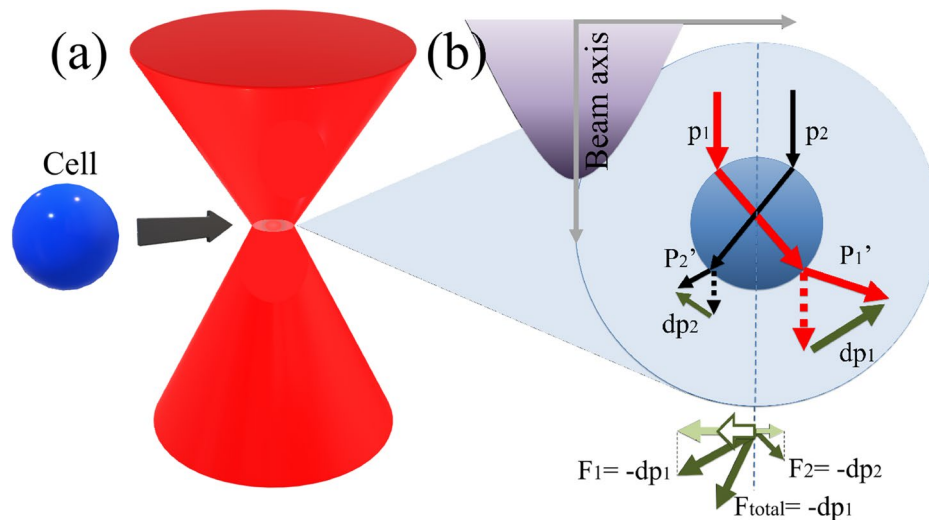 (a)
Cell
(b)
Beam axis
p1
p2
P2’
P1’
dp2
dp1
F1= -dp1
F2= -dp2
Ftotal= -dp1